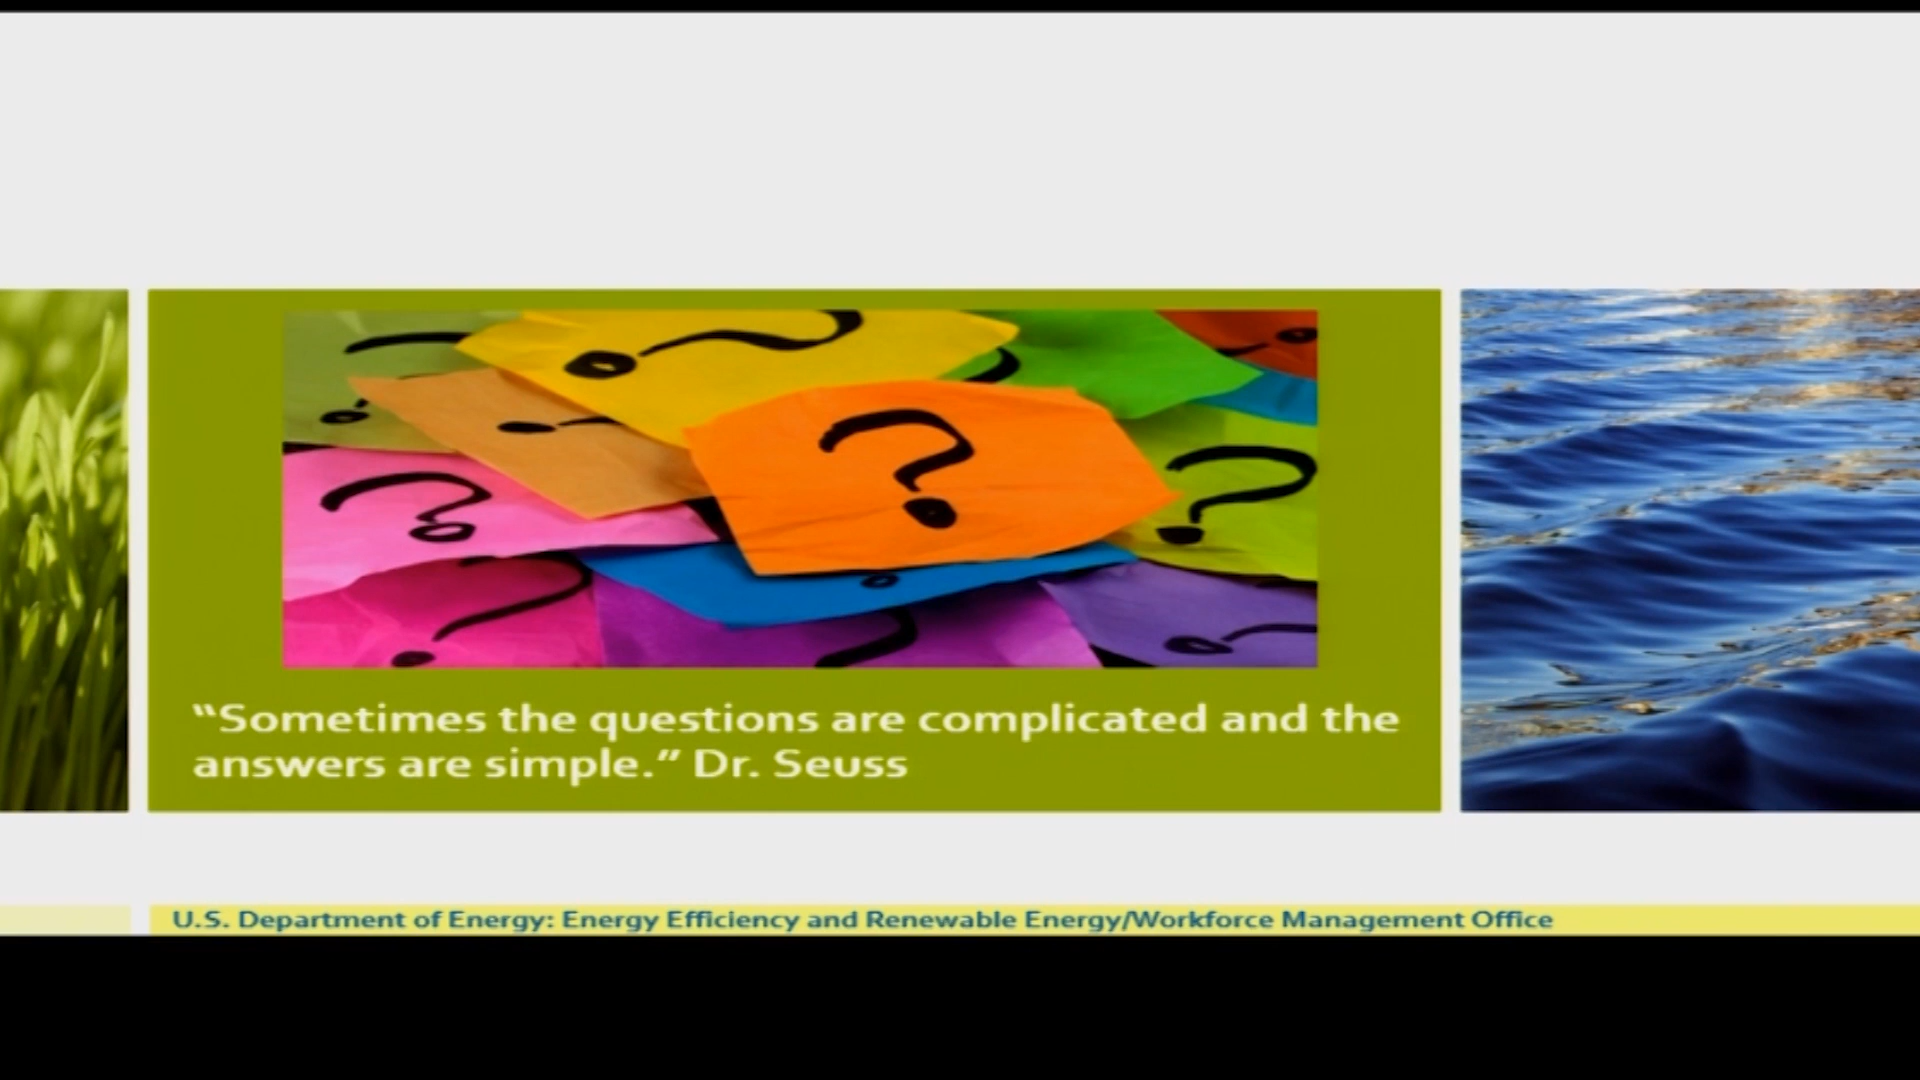 “Sometimes the questions are complicated and the
answers are simple.” Dr. Seuss
U.S. Department of Energy: Energy Efficiency and Renewable Energy/Workforce Management Office